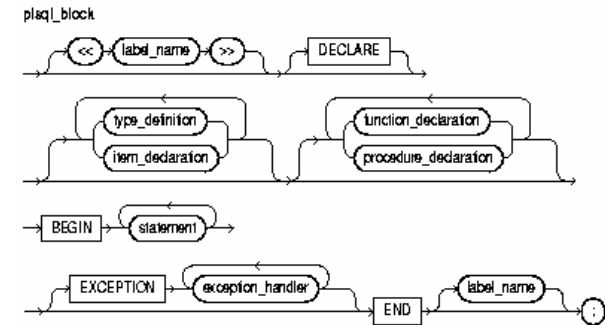 plsql_block
<< label_name >> DECLARE
type_definition function_declaration
item_declaration procedure_declaration
BEGIN statement
EXCEPTION exception_handler label_name
END ;